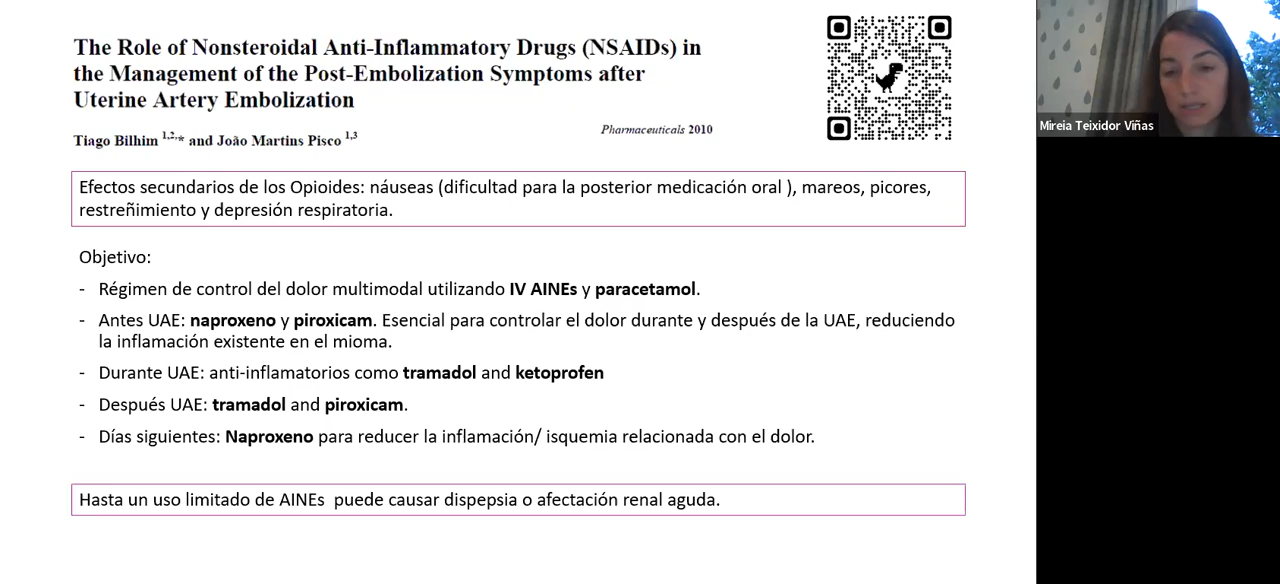 The Role of Nonsteroidal Anti-Inflammatory Drugs (NSAIDs) in
the Management of the Post-Embolization Symptoms after
Uterine Artery Embolization
Pharmaceuticals 2010
Tiago Bilhim 1,2,* and João Martins Pisco 1,3
Mireia Teixidor Viñas
Efectos secundarios de los Opioides: náuseas (dificultad para la posterior medicación oral ), mareos, picores,
restreñimiento y depresión respiratoria.
Objetivo:
- Régimen de control del dolor multimodal utilizando IV AINEs y paracetamol.
- Antes UAE: naproxeno y piroxicam. Esencial para controlar el dolor durante y después de la UAE, reduciendo
la inflamación existente en el mioma.
- Durante UAE: anti-inflamatorios como tramadol and ketoprofen
- Después UAE: tramadol and piroxicam.
- Días siguientes: Naproxeno para reducer la inflamación/ isquemia relacionada con el dolor.
Hasta un uso limitado de AINEs  puede causar dispepsia o afectación renal aguda.